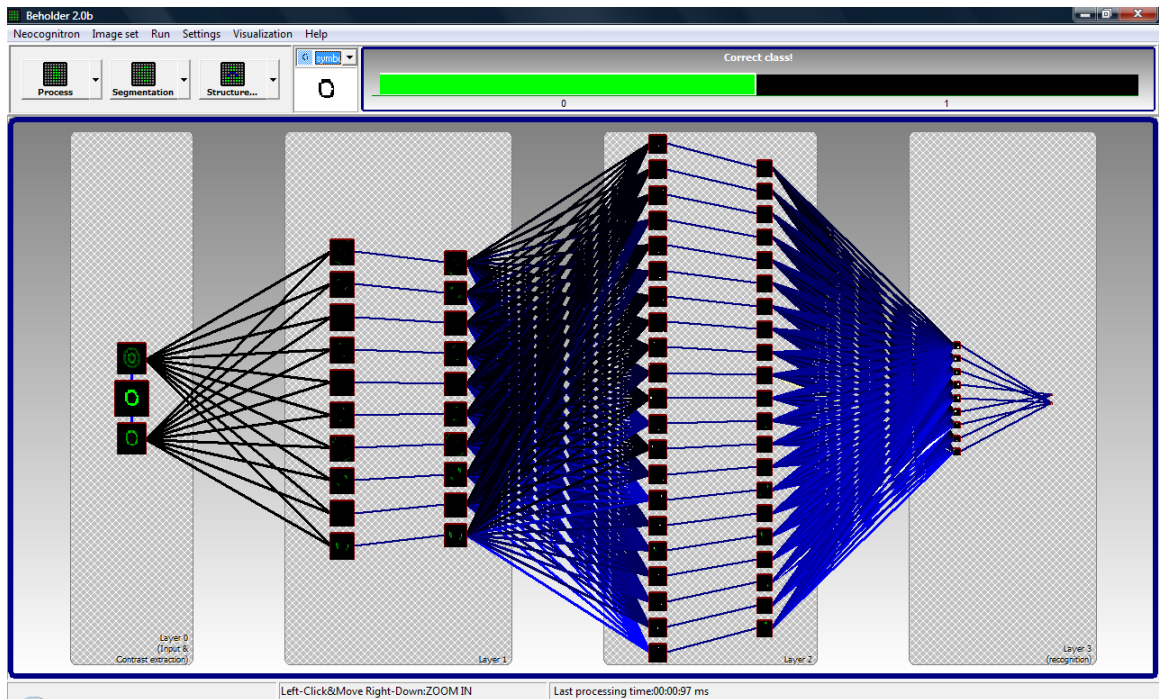 Beholder 2.0b
Neocognitron Image set Run Settings Visualization Help
Process Segmentation Structure...
Correct class!
0 1
Layer 0
(Input &
Contrast extraction)
Layer 1
Layer 2
Layer 3
(recognition)
Left-Click&Move Right-Down:ZOOM IN Last processing time:00:00:97 ms